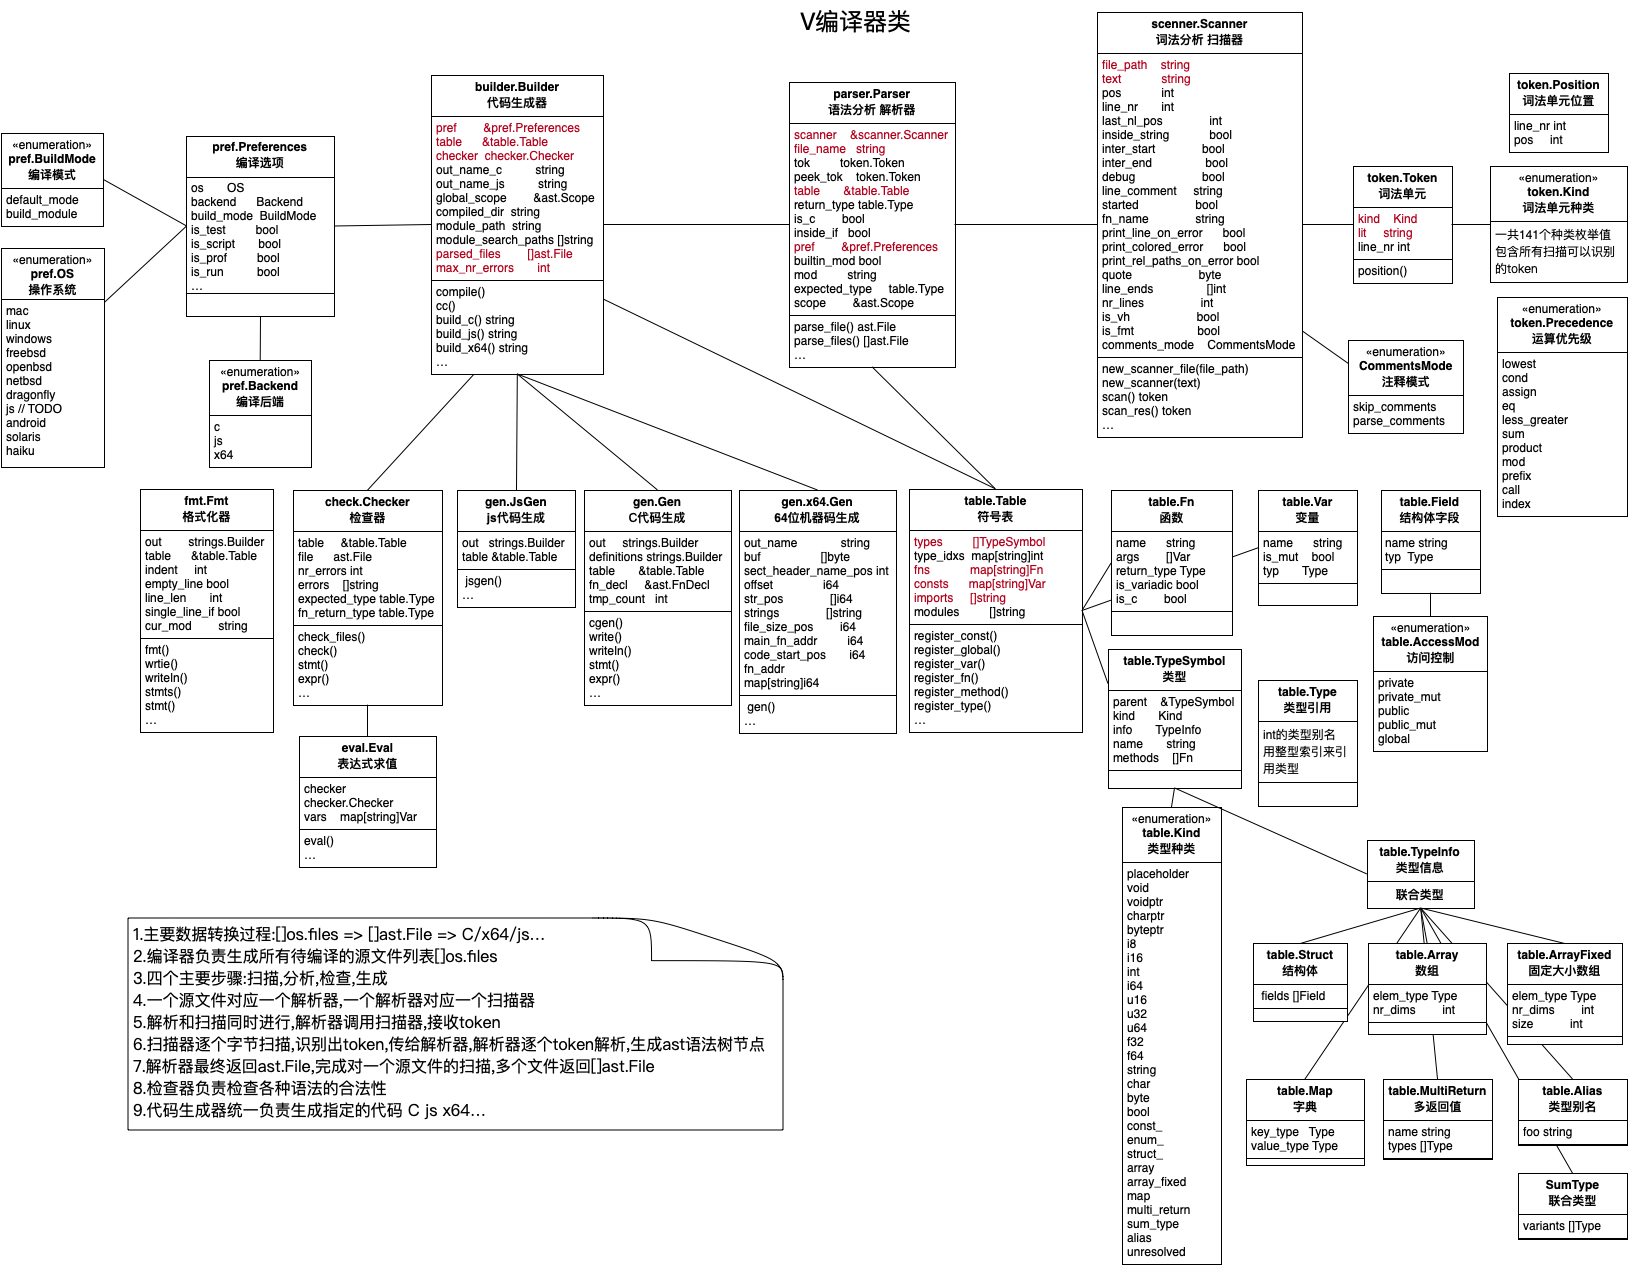 V编译器类
«enumeration»
pref.BuildMode
编译模式
default_mode
build_module
«enumeration»
pref.OS
操作系统
mac
linux
windows
freebsd
openbsd
netbsd
dragonfly
js // TODO
android
solaris
haiku
pref.Preferences
编译选项
os OS
backend Backend
build_mode BuildMode
is_test bool
is_script bool
is_prof bool
is_run bool
...
«enumeration»
pref.Backend
编译后端
c
js
x64
builder.Builder
代码生成器
pref &pref.Preferences
table &table.Table
checker checker.Checker
out_name_c string
out_name_js string
global_scope &ast.Scope
compiled_dir string
module_path string
module_search_paths []string
parsed_files []ast.File
max_nr_errors int
compile()
cc()
build_c() string
build_js() string
build_x64() string
...
parser.Parser
语法分析 解析器
scanner &scanner.Scanner
file_name string
tok token.Token
peek_tok token.Token
table &table.Table
return_type table.Type
is_c bool
inside_if bool
pref &pref.Preferences
builtin_mod bool
mod string
expected_type table.Type
scope &ast.Scope
parse_file() ast.File
parse_files() []ast.File
...
scenner.Scanner
词法分析 扫描器
file_path string
text string
pos int
line_nr int
last_nl_pos int
inside_string bool
inter_start bool
inter_end bool
debug bool
line_comment string
started bool
fn_name string
print_line_on_error bool
print_colored_error bool
print_rel_paths_on_error bool
quote byte
line_ends []int
nr_lines int
is_vh bool
is_fmt bool
comments_mode CommentsMode
new_scanner_file(file_path)
new_scanner(text)
scan() token
scan_res() token
...
token.Token
词法单元
kind Kind
lit string
line_nr int
position()
token.Position
词法单元位置
line_nr int
pos int
«enumeration»
token.Kind
词法单元种类
一共141个种类枚举值
包含所有扫描可以识别
的token
«enumeration»
token.Precedence
运算优先级
lowest
cond
assign
eq
less_greater
sum
product
mod
prefix
call
index
«enumeration»
CommentsMode
注释模式
skip_comments
parse_comments
fmt.Fmt
格式化器
out strings.Builder
table &table.Table
indent int
empty_line bool
line_len int
single_line_if bool
cur_mod string
fmt()
wrtie()
writeln()
stmts()
stmt()
...
check.Checker
检查器
table &table.Table
file ast.File
nr_errors int
errors []string
expected_type table.Type
fn_return_type table.Type
check_files()
check()
stmt()
expr()
...
eval.Eval
表达式求值
checker
checker.Checker
vars map[string]Var
eval()
...
gen.JsGen
js代码生成
out strings.Builder
table &table.Table
jsgen()
...
gen.Gen
C代码生成
out strings.Builder
definitions strings.Builder
table &table.Table
fn_decl &ast.FnDecl
tmp_count int
cgen()
write()
writeln()
stmt()
expr()
...
gen.x64.Gen
64位机器码生成
out_name string
buf []byte
sect_header_name_pos int
offset i64
str_pos []i64
strings []string
file_size_pos i64
main_fn_addr i64
code_start_pos i64
fn_addr
map[string]i64
gen()
...
table.Table
符号表
types []TypeSymbol
type_idxs map[string]int
fns map[string]Fn
consts map[string]Var
imports []string
modules []string
register_const()
register_global()
register_var()
register_fn()
register_method()
register_type()
...
table.Fn
函数
name string
args []Var
return_type Type
is_variadic bool
is_c bool
table.Var
变量
name string
is_mut bool
typ Type
table.Field
结构体字段
name string
typ Type
«enumeration»
table.AccessMod
访问控制
private
private_mut
public
public_mut
global
table.TypeSymbol
类型
parent &TypeSymbol
kind Kind
info TypeInfo
name string
methods []Fn
table.Type
类型引用
int的类型别名
用整型索引来引
用类型
«enumeration»
table.Kind
类型种类
placeholder
void
voidptr
charptr
byteptr
i8
i16
int
i64
u16
u32
u64
f32
f64
string
char
byte
bool
const_
enum_
struct_
array
array_fixed
map
multi_return
sum_type
alias
unresolved
table.TypeInfo
类型信息
联合类型
table.Struct
结构体
fields []Field
table.Array
数组
elem_type Type
nr_dims int
table.ArrayFixed
固定大小数组
elem_type Type
nr_dims int
size int
table.Map
字典
key_type Type
value_type Type
table.MultiReturn
多返回值
name string
types []Type
table.Alias
类型别名
foo string
SumType
联合类型
variants []Type
1.主要数据转换过程:[]os.files => []ast.File => C/x64/js...
2.编译器负责生成所有待编译的源文件列表[]os.files
3.四个主要步骤:扫描,分析,检查,生成
4.一个源文件对应一个解析器,一个解析器对应一个扫描器
5.解析和扫描同时进行,解析器调用扫描器,接收token
6.扫描器逐个字节扫描,识别出token,传给解析器,解析器逐个token解析,生成ast语法树节点
7.解析器最终返回ast.File,完成对一个源文件的扫描,多个文件返回[]ast.File
8.检查器负责检查各种语法的合法性
9.代码生成器统一负责生成指定的代码 C js x64...